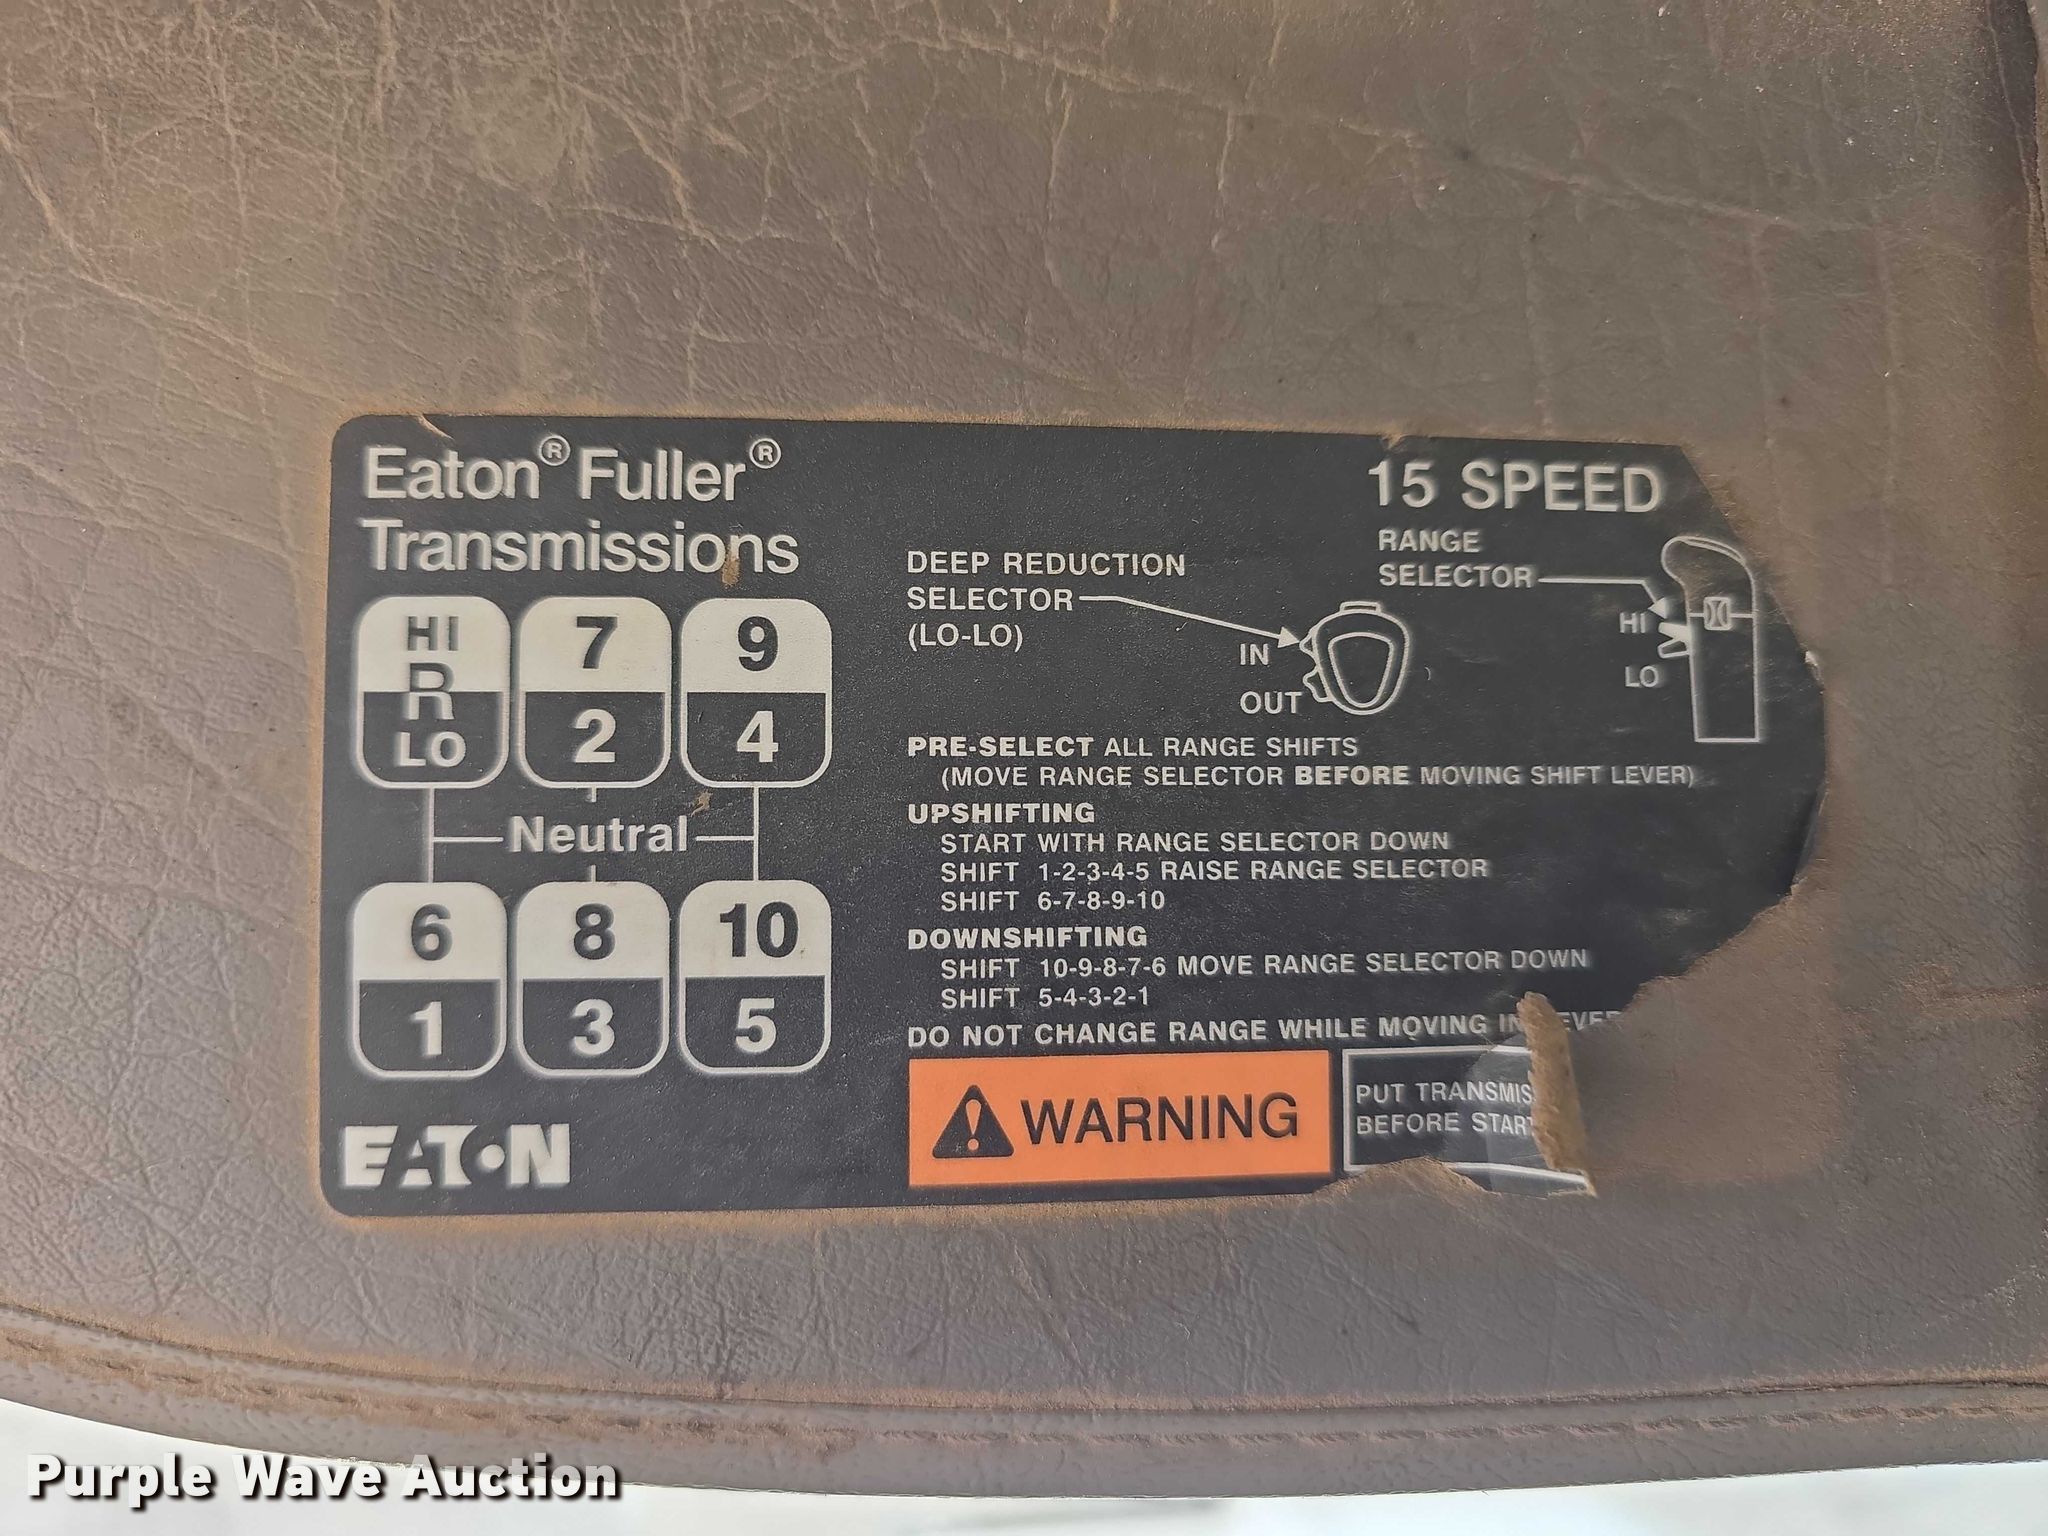 Eaton® Fuller®
Transmissions
15 SPEED
DEEP REDUCTION
SELECTOR
(LO-LO)
IN
OUT
RANGE
SELECTOR
HI
LO
HI 7 9
R
LO 2 4
Neutral
6 8 10
1 3 5
EATON
PRE-SELECT ALL RANGE SHIFTS
(MOVE RANGE SELECTOR BEFORE MOVING SHIFT LEVER)
UPSHIFTING
START WITH RANGE SELECTOR DOWN
SHIFT 1-2-3-4-5 RAISE RANGE SELECTOR
SHIFT 6-7-8-9-10
DOWNSHIFTING
SHIFT 10-9-8-7-6 MOVE RANGE SELECTOR DOWN
SHIFT 5-4-3-2-1
DO NOT CHANGE RANGE WHILE MOVING IN
WARNING
PUT TRANSMIS
BEFORE START
Purple Wave Auction